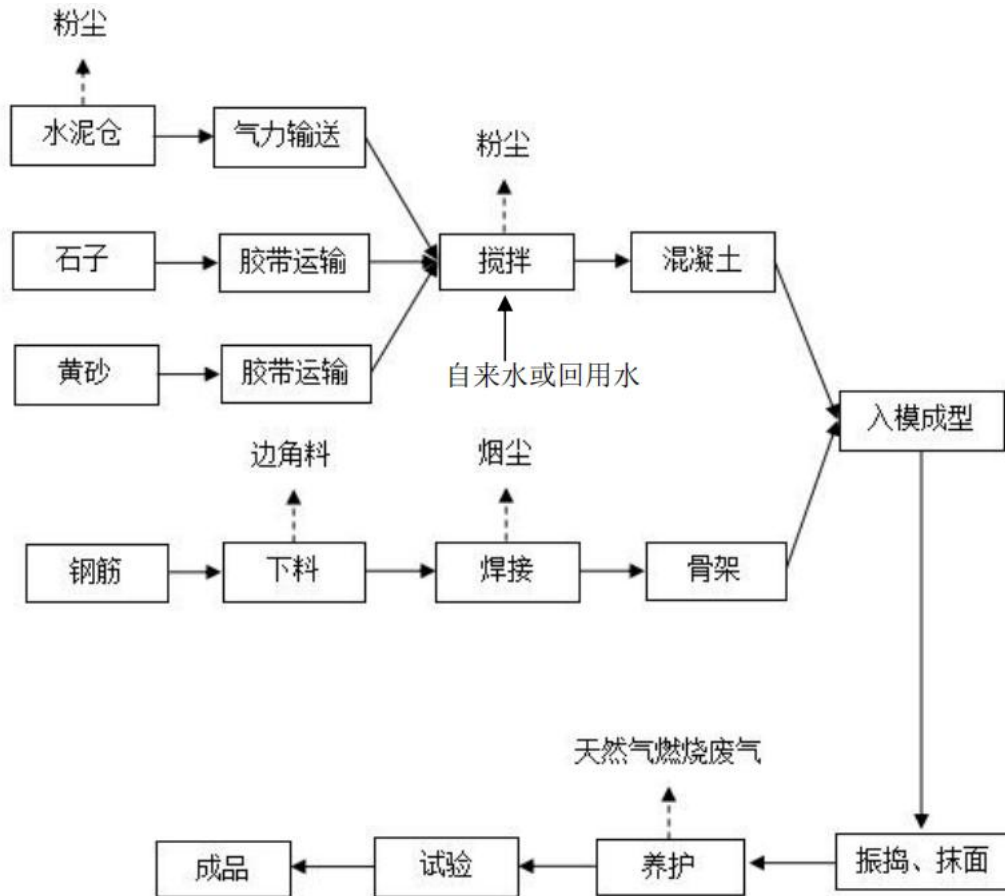 粉尘
水泥仓
气力输送
粉尘
石子
胶带运输
搅拌
混凝土
黄砂
胶带运输
自来水或回用水
入模成型
边角料
烟尘
钢筋
下料
焊接
骨架
天然气燃烧废气
成品
试验
养护
振捣、抹面